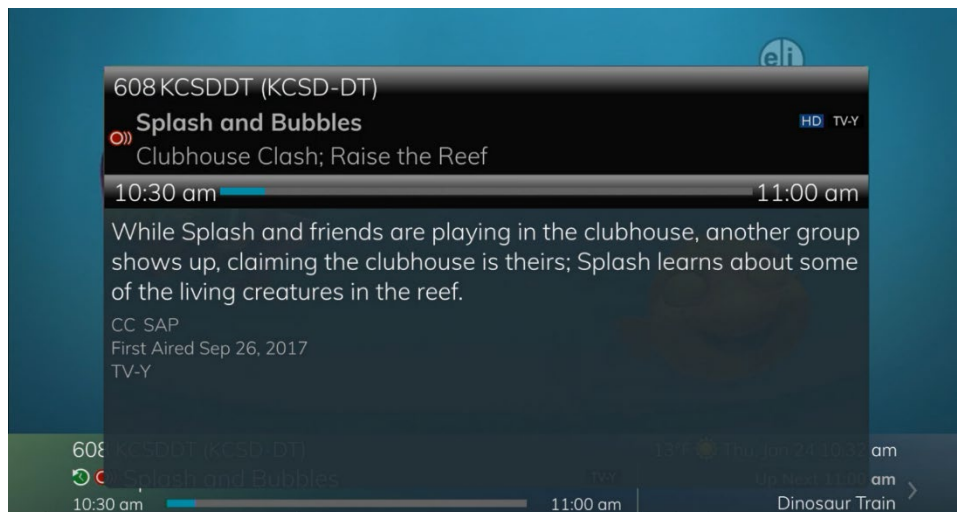 eli
608 KCSDDT (KCSD-DT)
Splash and Bubbles
HD TV-Y
Clubhouse Clash; Raise the Reef
10:30 am 11:00 am
While Splash and friends are playing in the clubhouse, another group
shows up, claiming the clubhouse is theirs; Splash learns about some
of the living creatures in the reef.
CC SAP
First Aired Sep 26, 2017
TV-Y
608 KCSDDT (KCSD-DT) 13°F Thu, Jan 24 10:32 am
Splash and Bubbles TV-Y Up Next 11:00 am
10:30 am 11:00 am Dinosaur Train